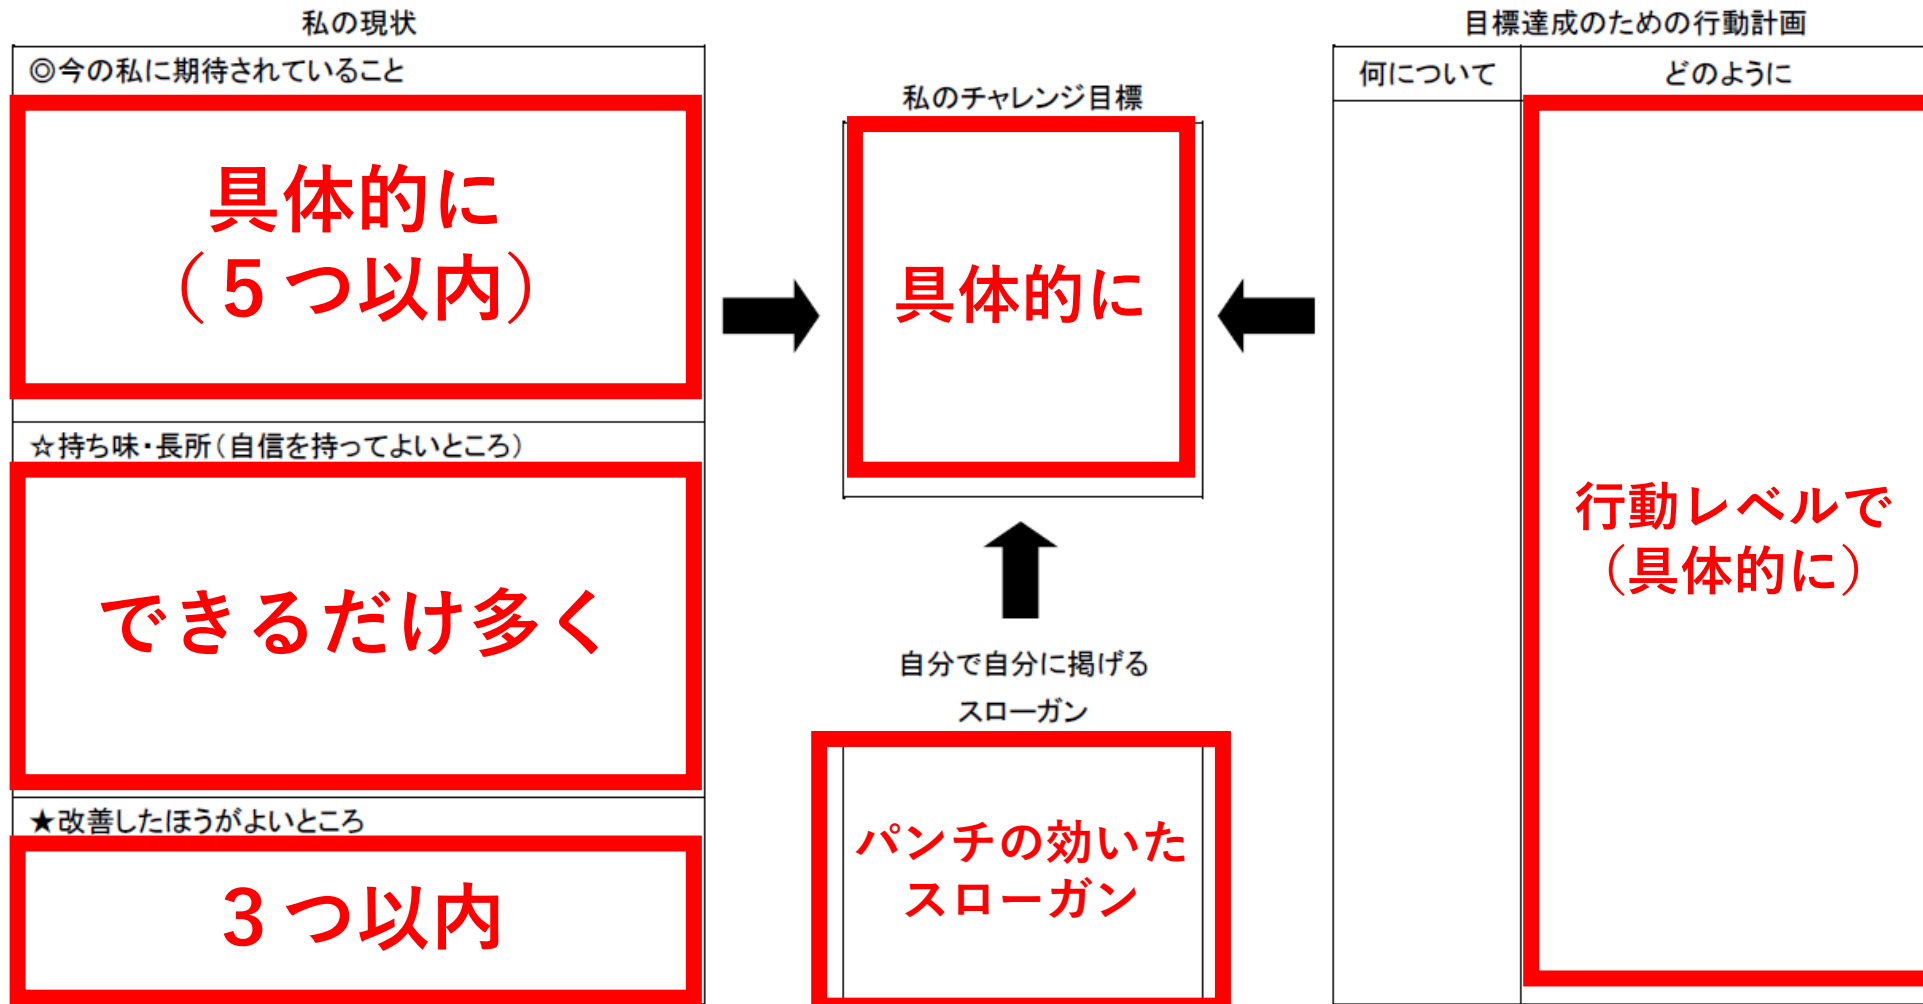 私の現状
◎今の私に期待されていること
具体的に
（５つ以内）
☆持ち味・長所（自信を持ってよいところ）
できるだけ多く
★改善したほうがよいところ
３つ以内
私のチャレンジ目標
具体的に
自分で自分に掲げる
スローガン
パンチの効いた
スローガン
目標達成のための行動計画
何について
どのように
行動レベルで
（具体的に）